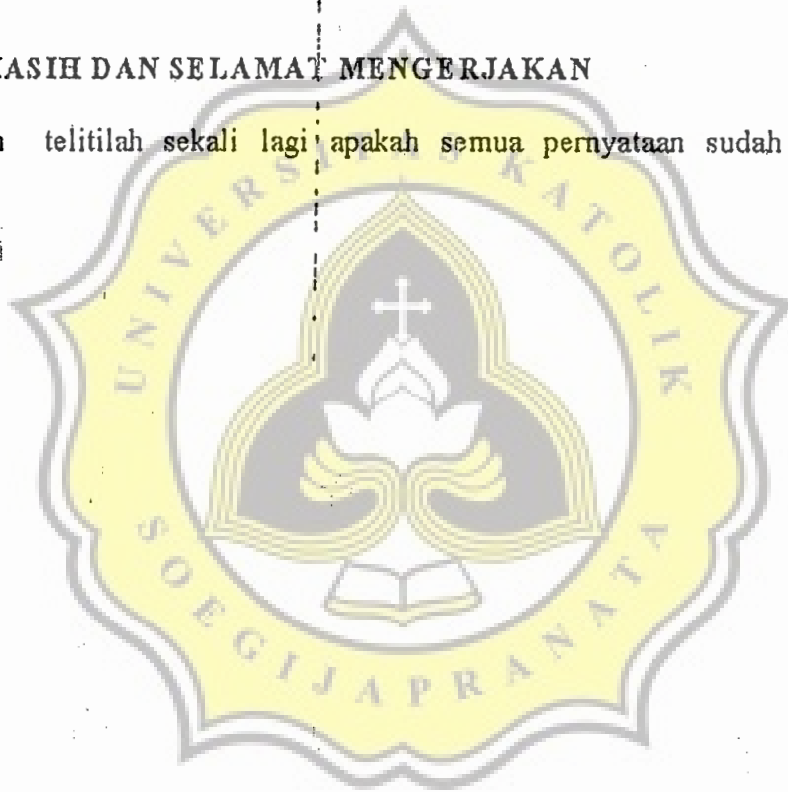 ASIH DAN SELAMAT MENGERJAKAN
telitilah sekali lagi apakah semua pernyataan sudah
UNIVERSITAS KATOLIK
SOEGIJAPRANATA